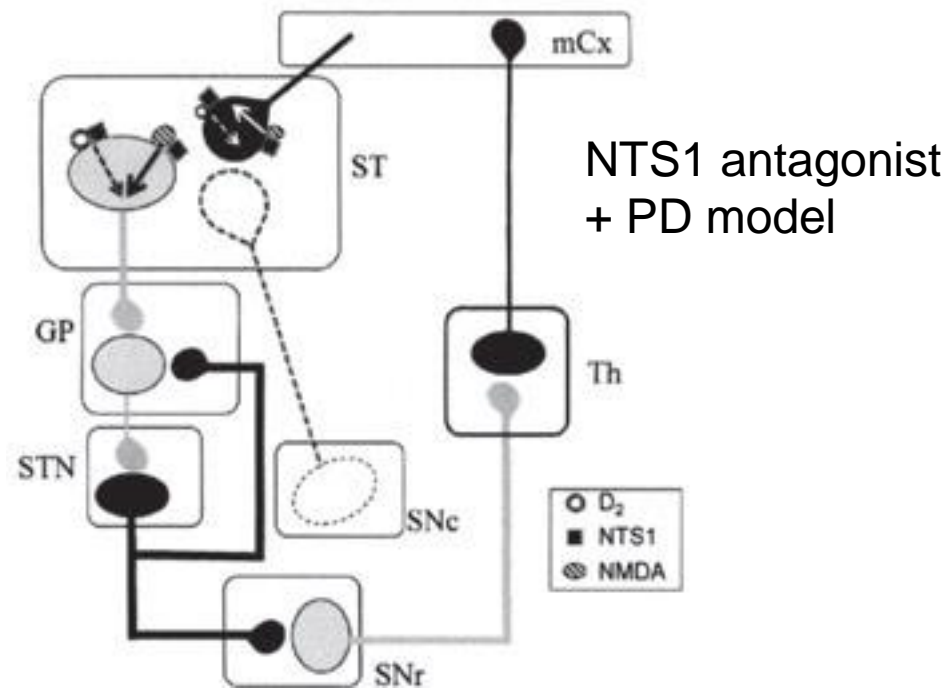 mCx
ST
NTS1 antagonist
+ PD model
GP
Th
STN
SNc
D₂
NTS1
NMDA
SNr